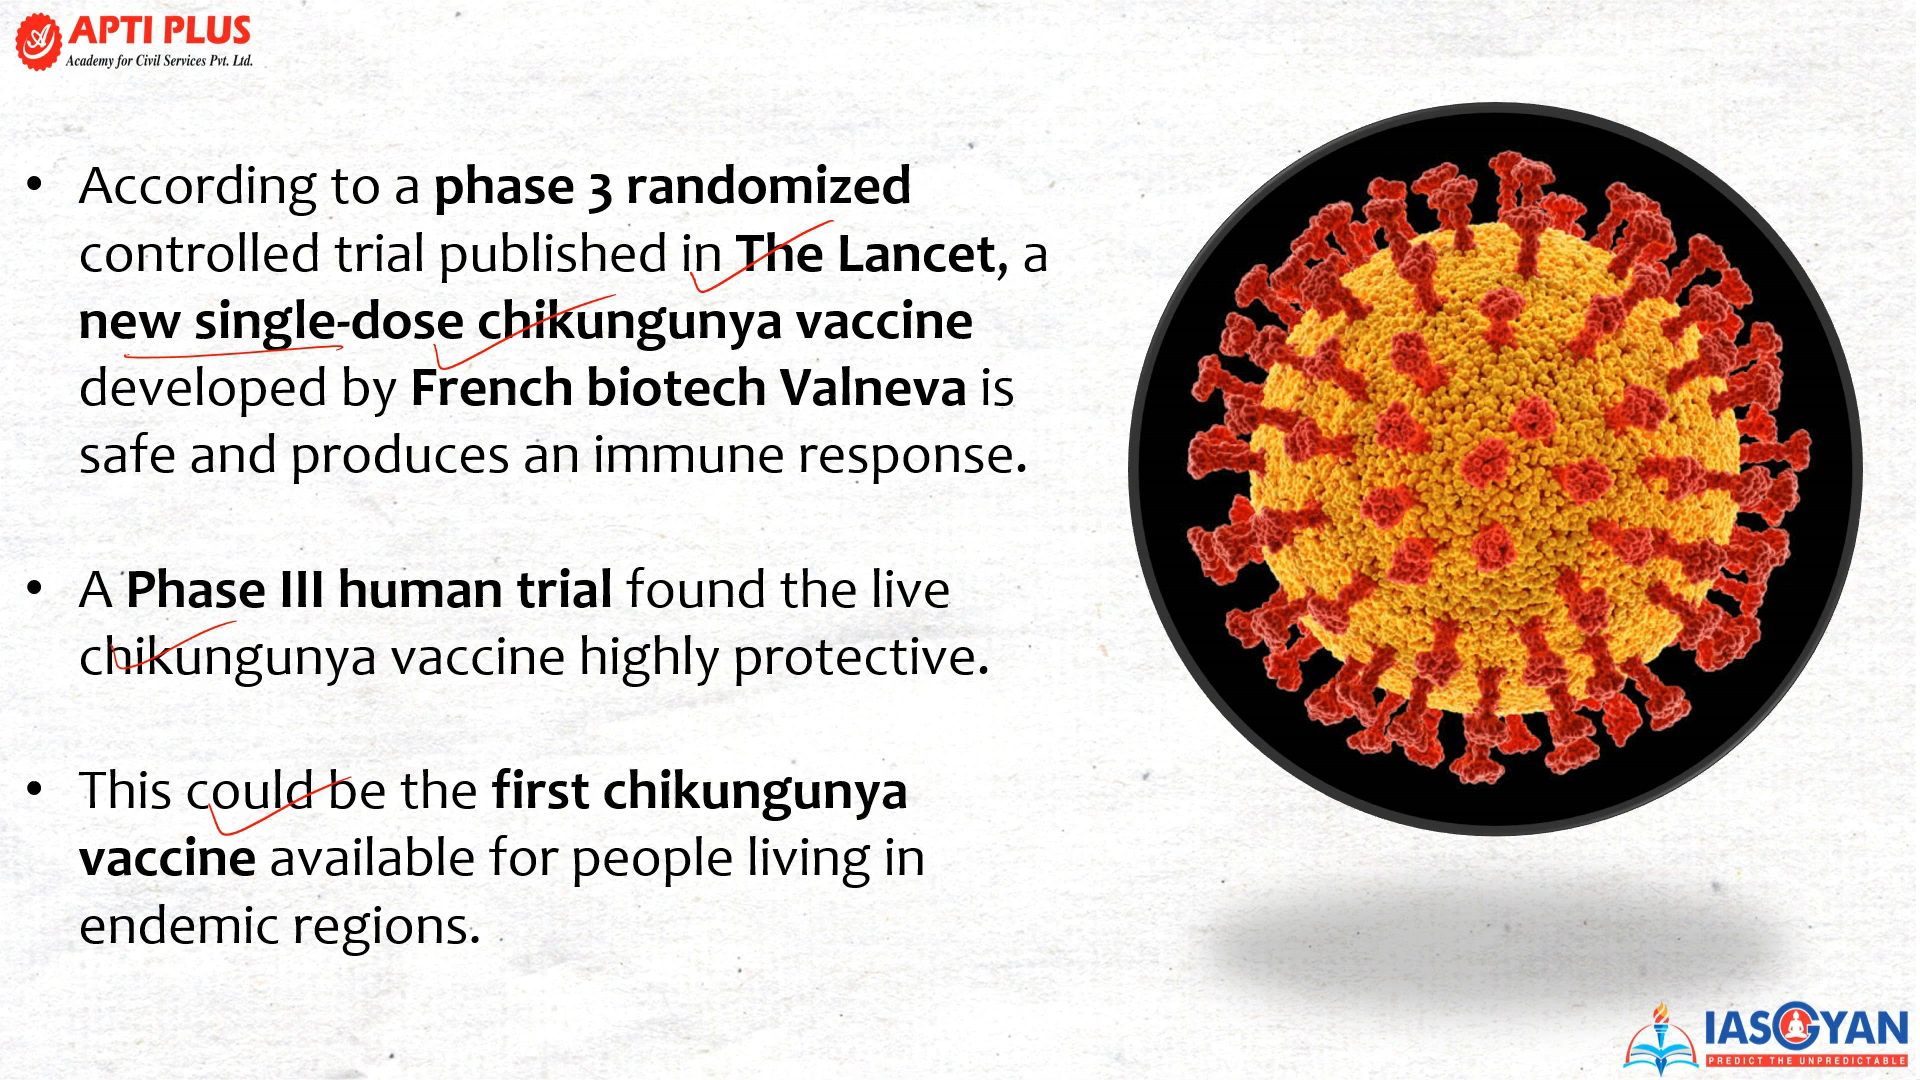 APTI PLUS
Academy for Civil Services Pvt. Ltd.
• According to a phase 3 randomized
controlled trial published in The Lancet, a
new single-dose chikungunya vaccine
developed by French biotech Valneva is
safe and produces an immune response.
• A Phase III human trial found the live
chikungunya vaccine highly protective.
• This could be the first chikungunya
vaccine available for people living in
endemic regions.
IASGYAN
PREDICT THE UNPREDICTABLE